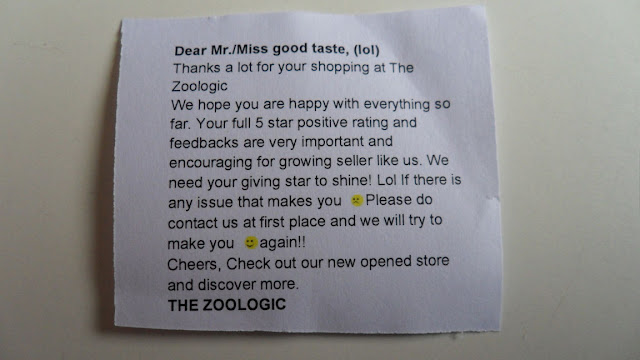 Dear Mr./Miss good taste, (lol)
Thanks a lot for your shopping at The
Zoologic
We hope you are happy with everything so
far. Your full 5 star positive rating and
feedbacks are very important and
encouraging for growing seller like us. We
need your giving star to shine! Lol If there is
any issue that makes you ☹Please do
contact us at first place and we will try to
make you ☺again!!
Cheers, Check out our new opened store
and discover more.
THE ZOOLOGIC